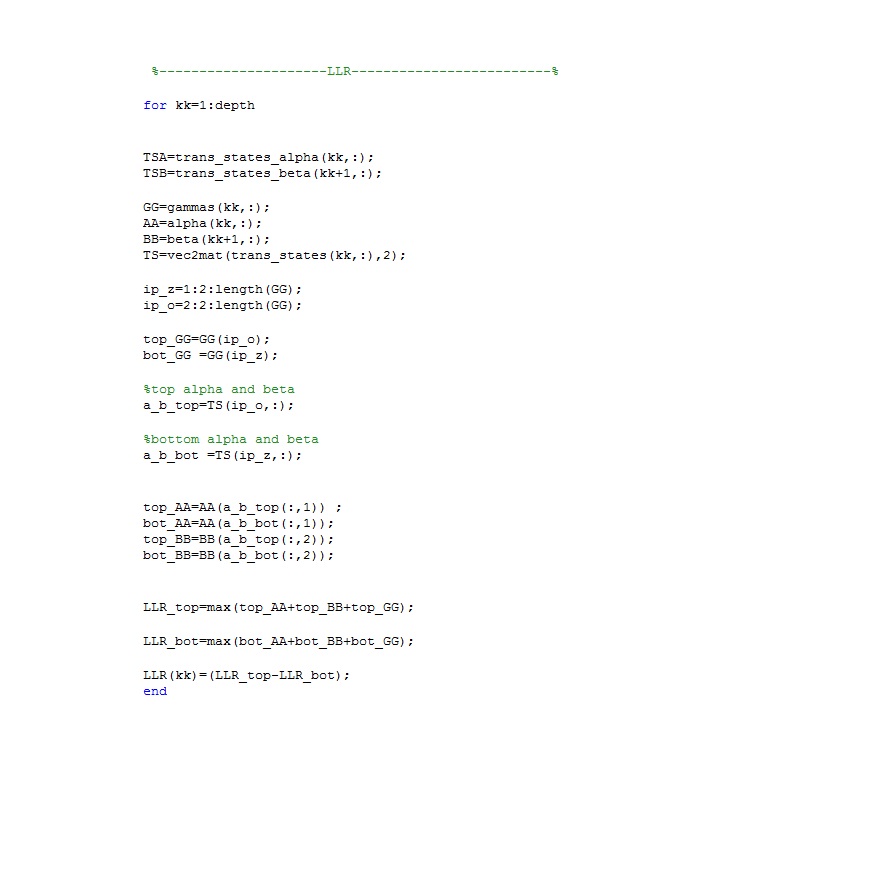 %---------------------LLR-------------------------%
for kk=1:depth
TSA=trans_states_alpha(kk,:);
TSB=trans_states_beta(kk+1,:);
GG=gammas(kk,:);
AA=alpha(kk,:);
BB=beta(kk+1,:);
TS=vec2mat(trans_states(kk,:),2);
ip_z=1:2:length(GG);
ip_o=2:2:length(GG);
top_GG=GG(ip_o);
bot_GG =GG(ip_z);
%top alpha and beta
a_b_top=TS(ip_o,:);
%bottom alpha and beta
a_b_bot =TS(ip_z,:);
top_AA=AA(a_b_top(:,1)) ;
bot_AA=AA(a_b_bot(:,1));
top_BB=BB(a_b_top(:,2));
bot_BB=BB(a_b_bot(:,2));
LLR_top=max(top_AA+top_BB+top_GG);
LLR_bot=max(bot_AA+bot_BB+bot_GG);
LLR(kk)=(LLR_top-LLR_bot);
end